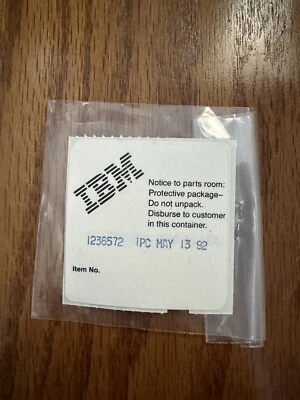 IBM
Notice to parts room:
Protective package–
Do not unpack.
Disburse to customer
in this container.
1236572 1PC MAY 13 92
Item No.